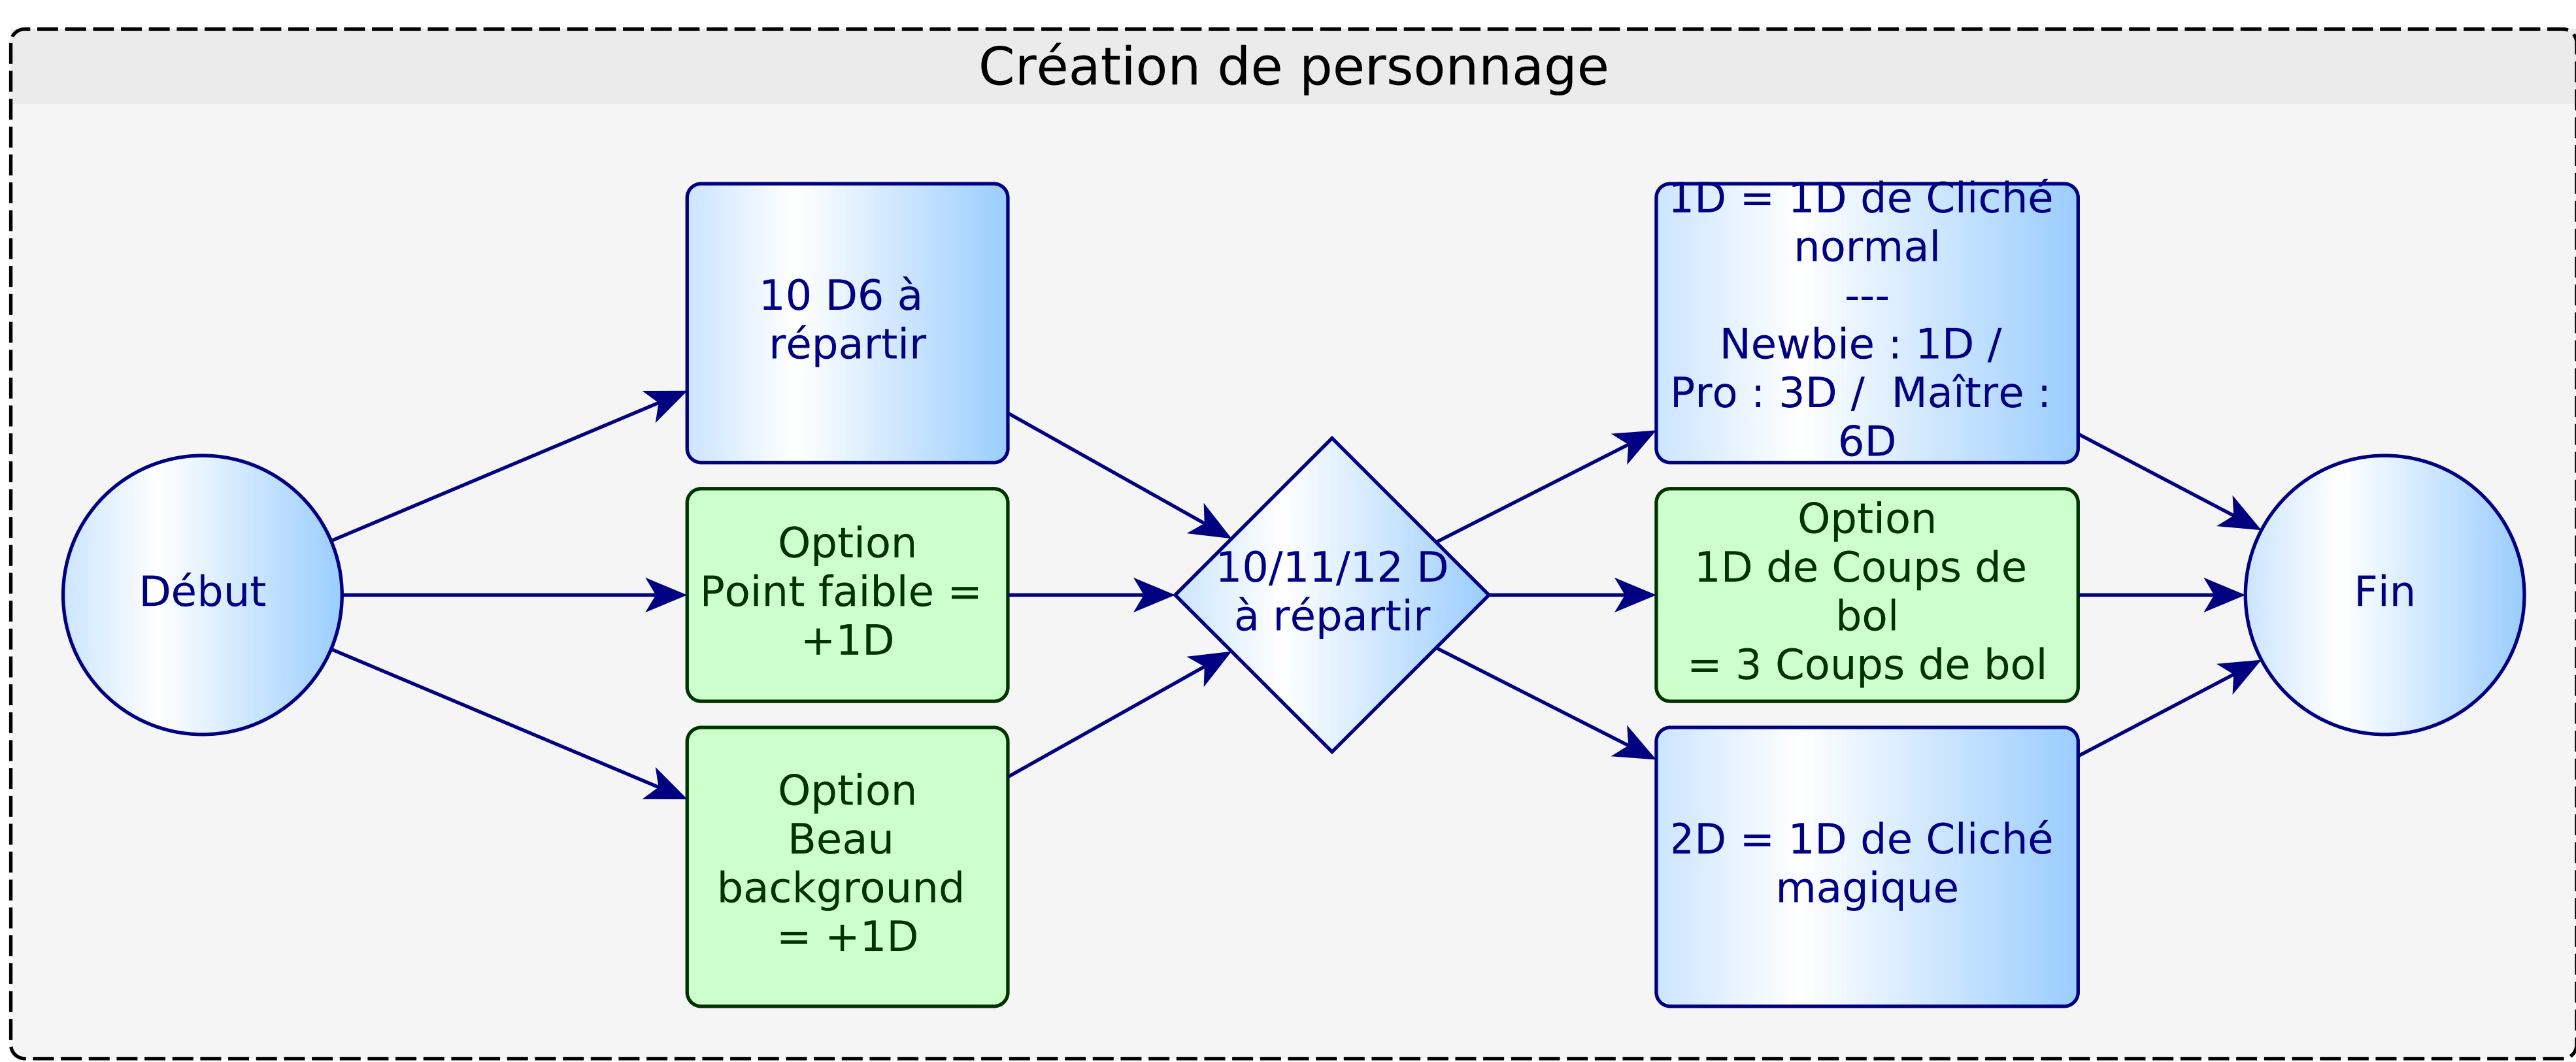 Création de personnage
Début
10 D6 à
répartir
Option
Point faible =
+1D
Option
Beau
background
= +1D
10/11/12 D
à répartir
1D = 1D de Cliché
normal
---
Newbie : 1D /
Pro : 3D /  Maître :
6D
Option
1D de Coups de
bol
= 3 Coups de bol
2D = 1D de Cliché
magique
Fin